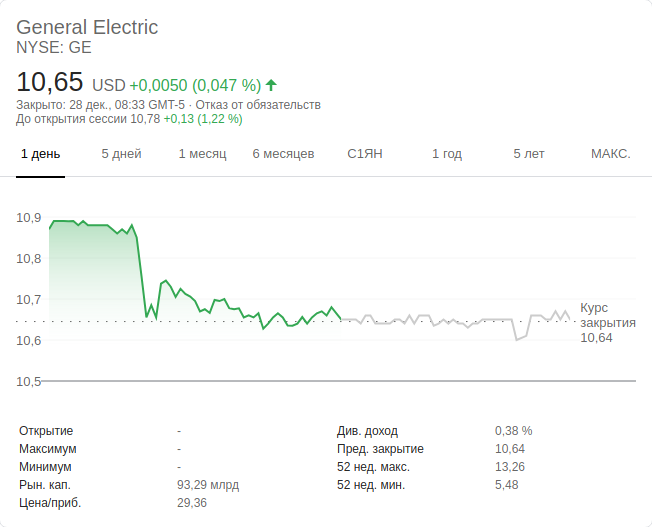 General Electric
NYSE: GE
10,65 USD +0,0050 (0,047 %)
Закрыто: 28 дек., 08:33 GMT-5 · Отказ от обязательств
До открытия сессии 10,78 +0,13 (1,22 %)
1 день 5 дней 1 месяц 6 месяцев С1ЯН 1 год 5 лет МАКС.
10,9
10,8
10,7
10,6
10,5
Курс
закрытия
10,64
Открытие - Див. доход 0,38 %
Максимум - Пред. закрытие 10,64
Минимум - 52 нед. макс. 13,26
Рын. кап. 93,29 млрд 52 нед. мин. 5,48
Цена/приб. 29,36